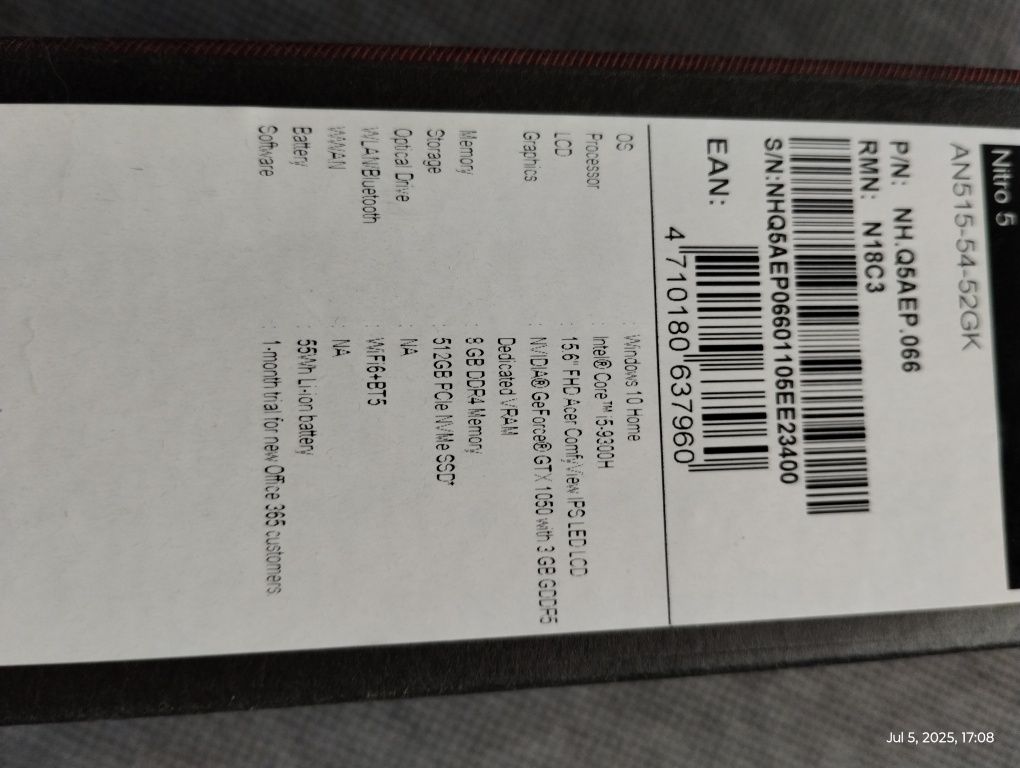 Nitro 5
AN515-54-52GK
P/N: NH.Q5AEP.066
RMN: N18C3
S/N:NHQ5AEP06601105EE23400
EAN:
4 710180 637960
OS : Windows 10 Home
Processor : Intel® Core™ i5-9300H
LCD : 15.6" FHD Acer ComfyView IPS LED LCD
Graphics : NVIDIA® GeForce® GTX 1050 with 3 GB GDDR5
Dedicated VRAM
Memory : 8 GB DDR4 Memory
Storage : 512GB PCIe NVMe SSD*
Optical Drive : NA
WLAN/Bluetooth : WiFi6+BT5
WWAN : NA
Battery : 55Wh Li-ion battery
Software : 1-month trial for new Office 365 customers.
Jul 5, 2025, 17:08